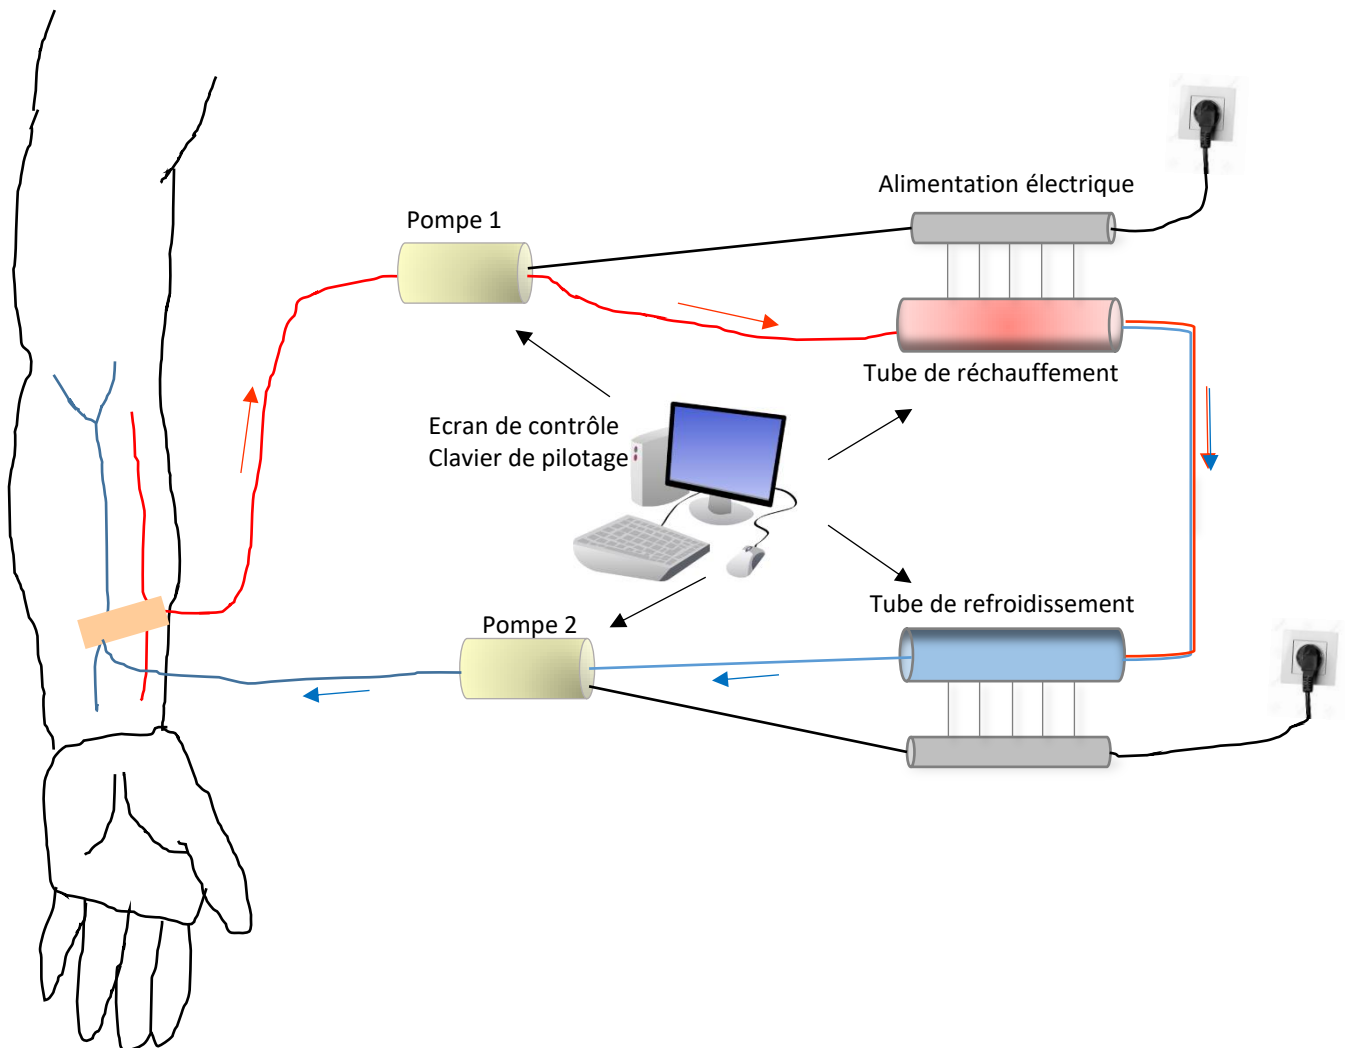 Alimentation électrique
Pompe 1
Tube de réchauffement
Ecran de contrôle
Clavier de pilotage
Tube de refroidissement
Pompe 2